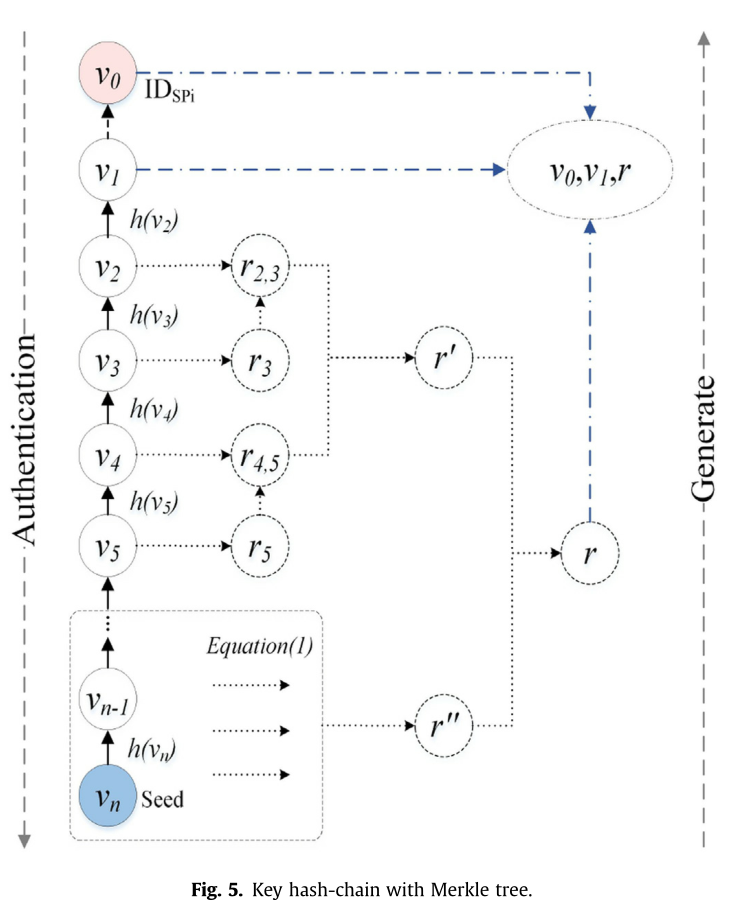 v0
IDSPi
v1
v0,v1,r
h(v2)
v2
r2,3
h(v3)
v3
r3
r'
h(v4)
v4
r4,5
h(v5)
v5
r5
r
Authentication
Generate
Equation(1)
vn-1
r"
h(vn)
vn
Seed
Fig. 5. Key hash-chain with Merkle tree.